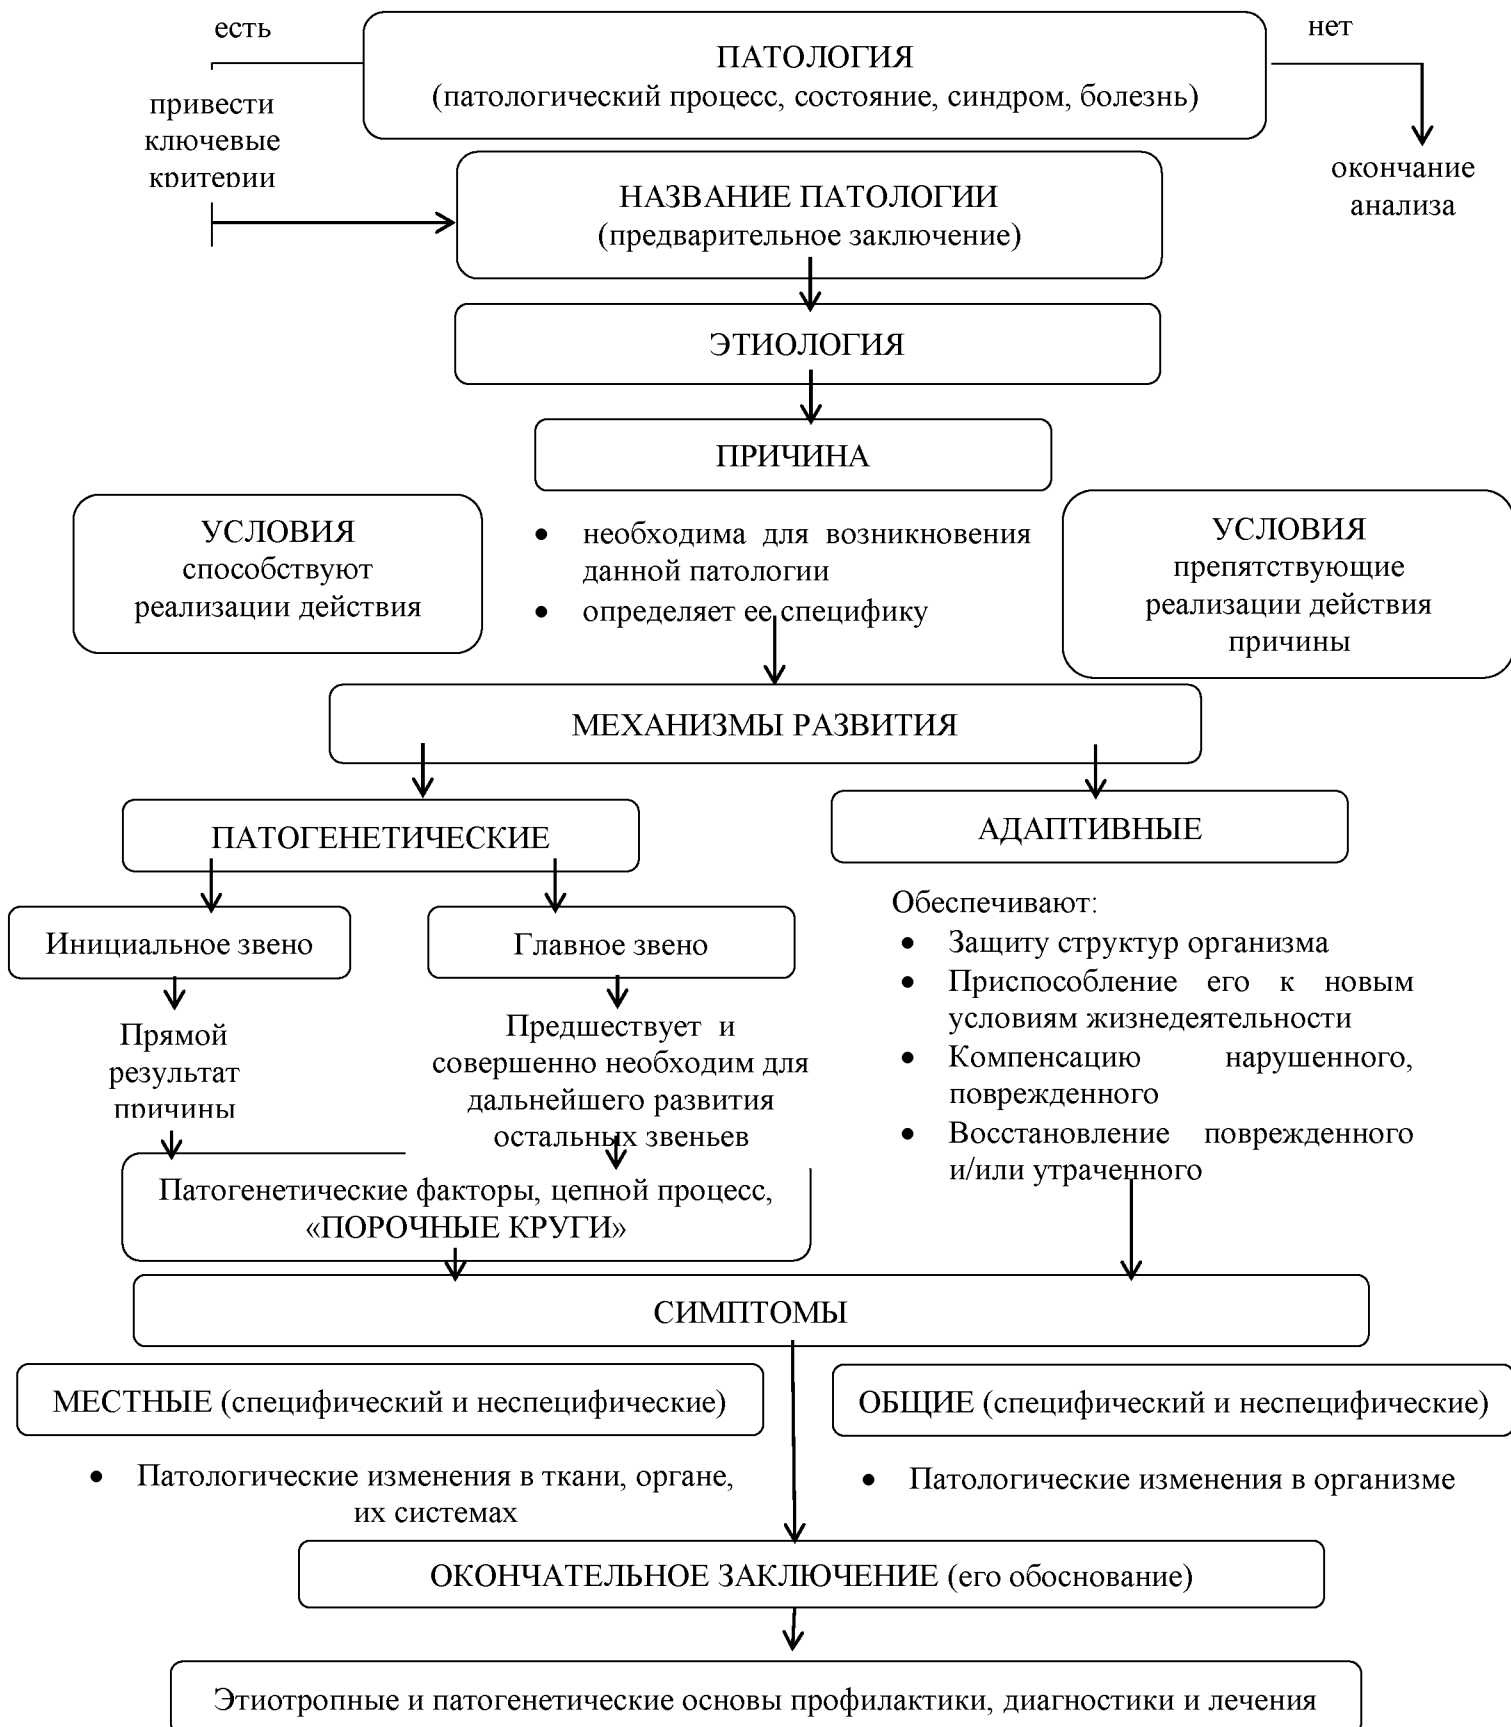 есть
ПАТОЛОГИЯ
(патологический процесс, состояние, синдром, болезнь)
нет
привести
ключевые
критерии
окончание
анализа
НАЗВАНИЕ ПАТОЛОГИИ
(предварительное заключение)
ЭТИОЛОГИЯ
ПРИЧИНА
УСЛОВИЯ
способствуют
реализации действия
• необходима для возникновения
данной патологии
• определяет ее специфику
УСЛОВИЯ
препятствующие
реализации действия
причины
МЕХАНИЗМЫ РАЗВИТИЯ
ПАТОГЕНЕТИЧЕСКИЕ
АДАПТИВНЫЕ
Инициальное звено
Главное звено
Прямой
результат
причины
Предшествует и
совершенно необходим для
дальнейшего развития
остальных звеньев
Обеспечивают:
• Защиту структур организма
• Приспособление его к новым
условиям жизнедеятельности
• Компенсацию нарушенного,
поврежденного
• Восстановление поврежденного
и/или утраченного
Патогенетические факторы, цепной процесс,
«ПОРОЧНЫЕ КРУГИ»
СИМПТОМЫ
МЕСТНЫЕ (специфический и неспецифические)
ОБЩИЕ (специфический и неспецифические)
• Патологические изменения в ткани, органе,
их системах
• Патологические изменения в организме
ОКОНЧАТЕЛЬНОЕ ЗАКЛЮЧЕНИЕ (его обоснование)
Этиотропные и патогенетические основы профилактики, диагностики и лечения